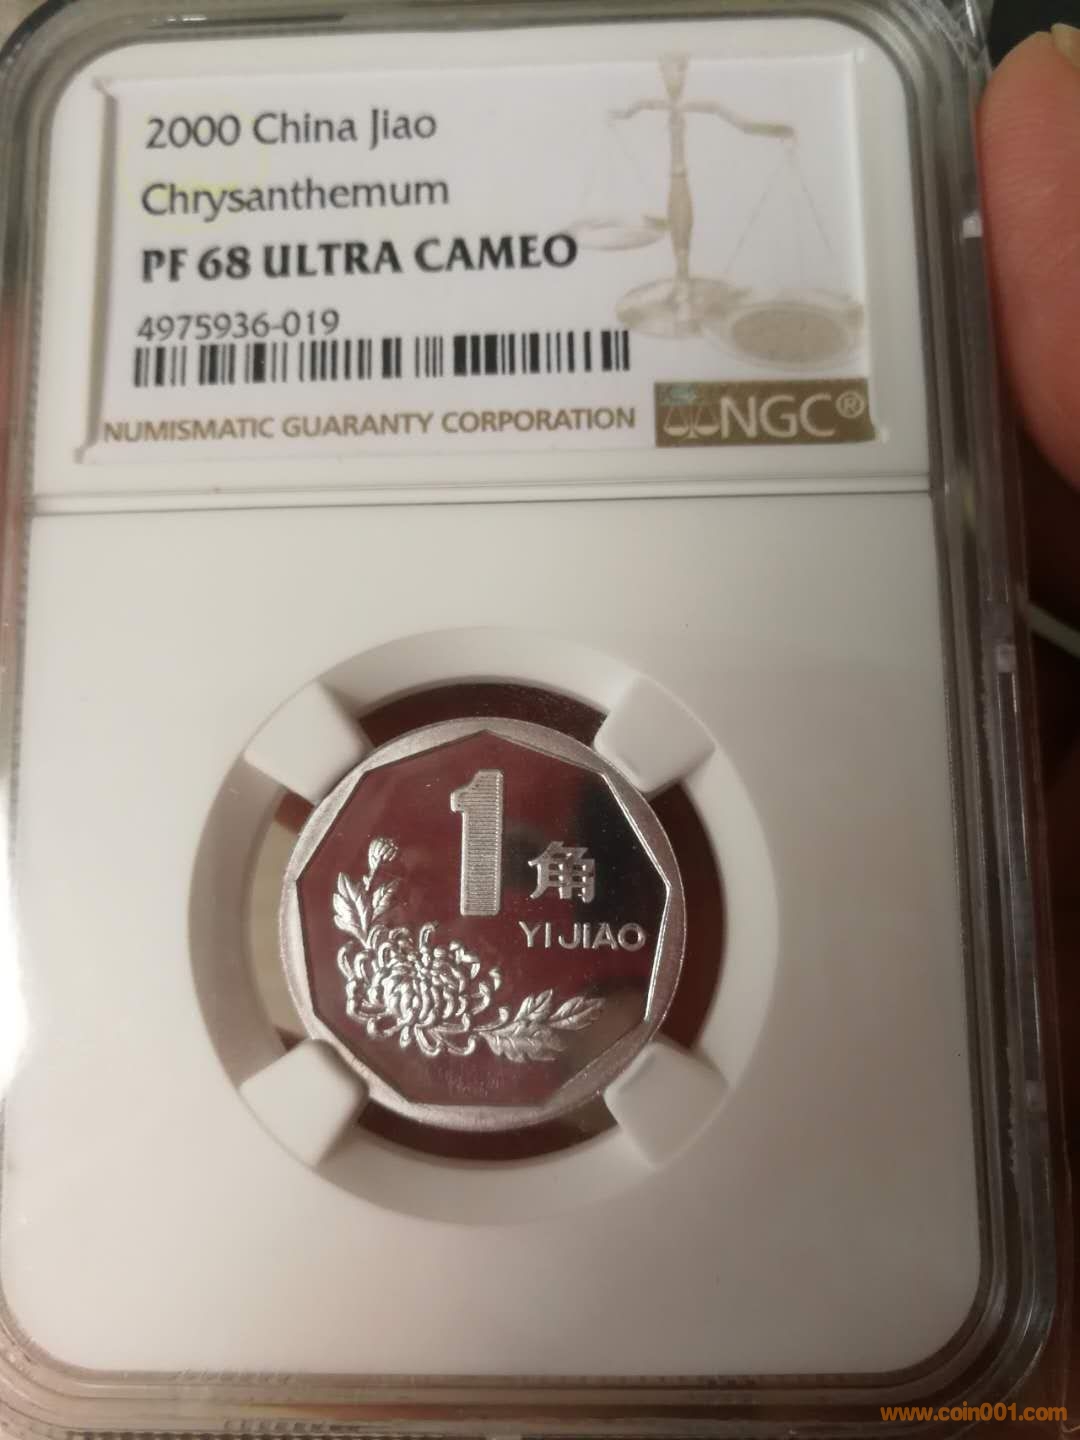 2000 China Jiao
Chrysanthemum
PF 68 ULTRA CAMEO
4975936-019
NUMISMATIC GUARANTY CORPORATION
NGC®
1
角
YI JIAO
www.coin001.com